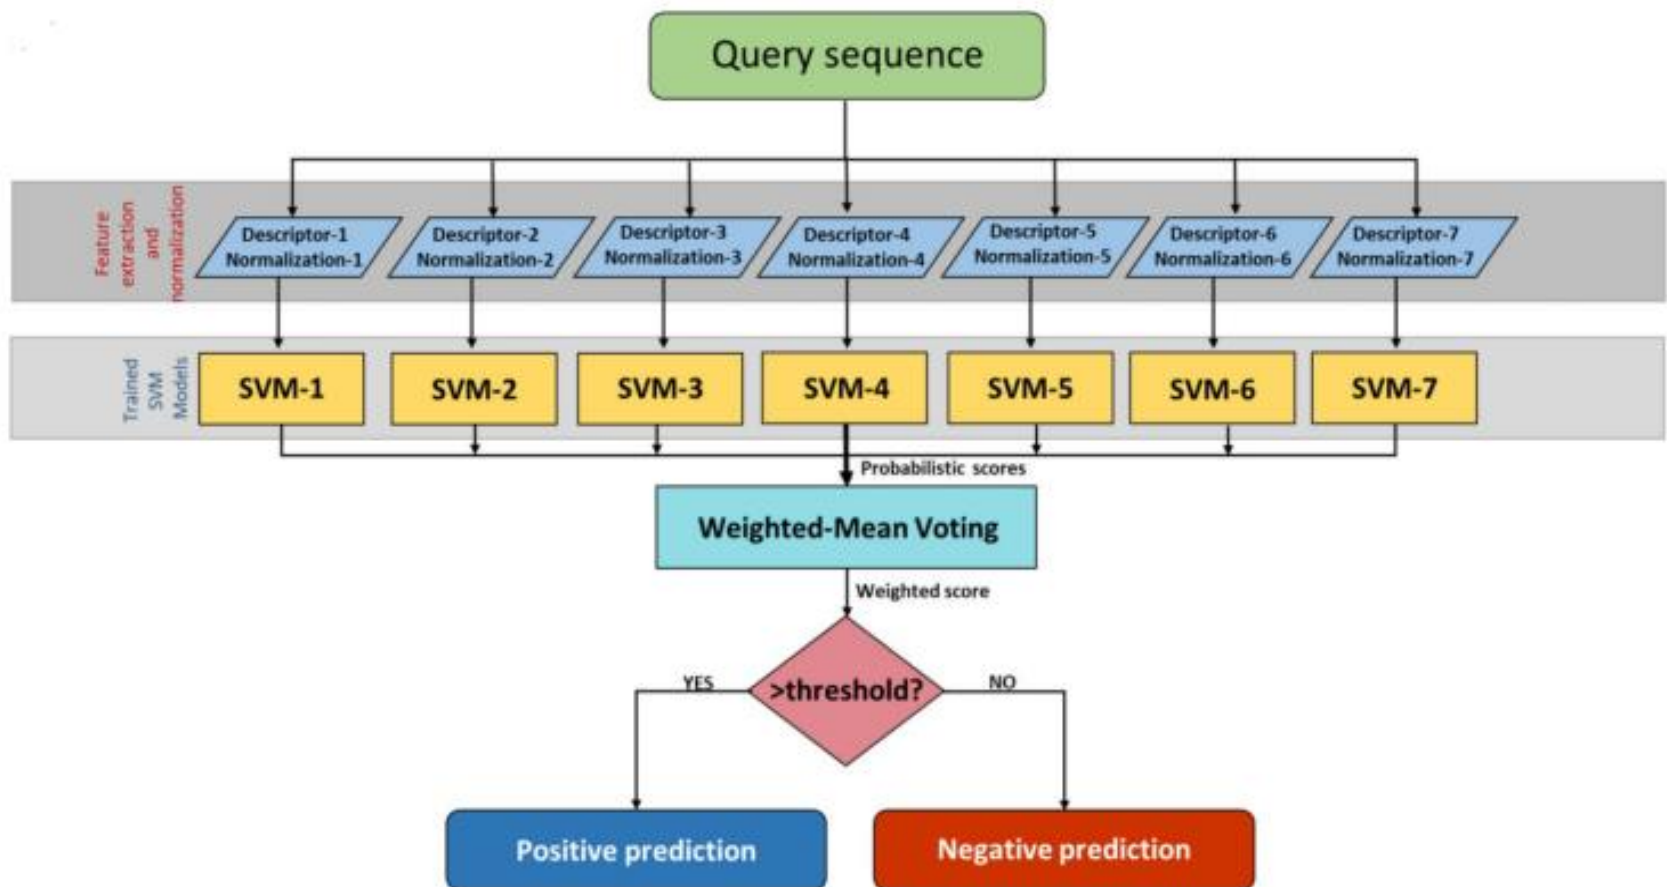 Query sequence
Feature
extraction
and
normalization
Descriptor-1
Normalization-1
Descriptor-2
Normalization-2
Descriptor-3
Normalization-3
Descriptor-4
Normalization-4
Descriptor-5
Normalization-5
Descriptor-6
Normalization-6
Descriptor-7
Normalization-7
Trained
SVM
Models
SVM-1
SVM-2
SVM-3
SVM-4
SVM-5
SVM-6
SVM-7
Probabilistic scores
Weighted-Mean Voting
Weighted score
>threshold?
YES
NO
Positive prediction
Negative prediction